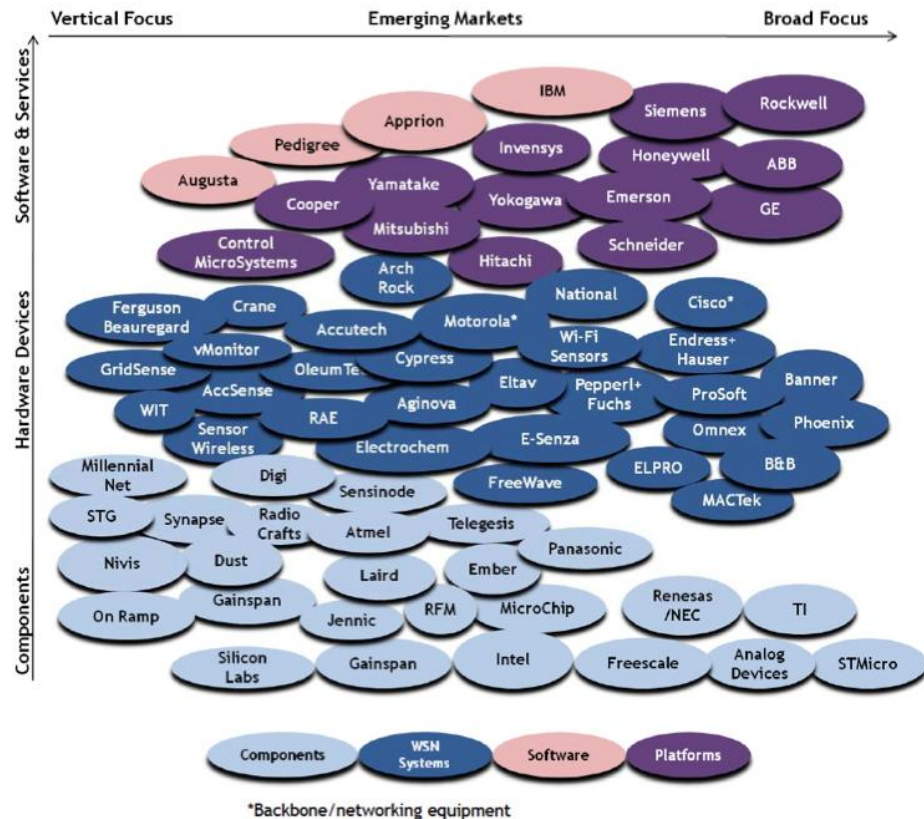 Vertical Focus
Emerging Markets
Broad Focus
Software & Services
Hardware Devices
Components
IBM
Siemens
Rockwell
Apprion
Pedigree
Invensys
Honeywell
ABB
Augusta
Yamatake
Cooper
Yokogawa
Emerson
GE
Mitsubishi
Control
MicroSystems
Hitachi
Schneider
Arch
Rock
National
Cisco*
Ferguson
Beauregard
Crane
Accutech
Motorola*
Wi-Fi
Sensors
Endress+
Hauser
vMonitor
GridSense
OleumTe
Cypress
Eltav
Pepperl+
Fuchs
ProSoft
Banner
AccSense
WIT
RAE
Aginova
Omnex
Phoenix
Sensor
Wireless
Electrochem
E-Senza
ELPRO
B&B
FreeWave
MACTek
Millennial
Net
Digi
Sensinode
STG
Synapse
Radio
Crafts
Atmel
Telegesis
Panasonic
Nivis
Dust
Laird
Ember
On Ramp
Gainspan
Jennic
RFM
MicroChip
Renesas
/NEC
TI
Silicon
Labs
Gainspan
Intel
Freescale
Analog
Devices
STMicro
Components
WSN
Systems
Software
Platforms
*Backbone/networking equipment